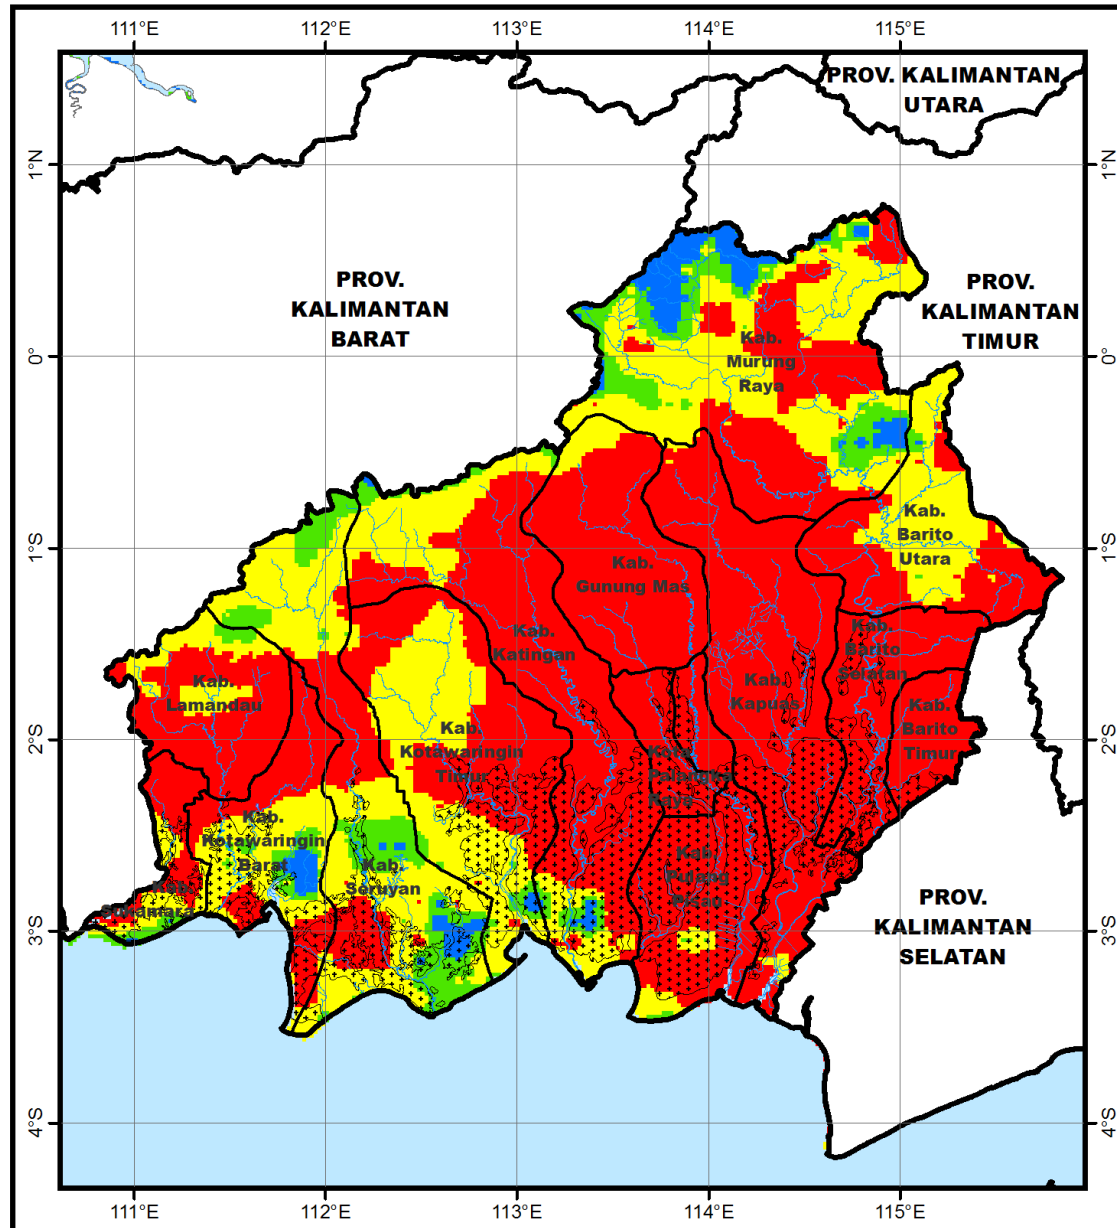 111°E
112°E
113°E
114°E
115°E
PROV. KALIMANTAN
UTARA
1°N
1°N
PROV.
KALIMANTAN
BARAT
PROV.
KALIMANTAN
TIMUR
0°
0°
Kab.
Murung
Raya
Kab.
Barito
Utara
1°S
1°S
Kab.
Gunung Mas
Kab.
Katingan
Kab.
Barito
Selatan
Kab.
Lamandau
Kab.
Kapuas
Kab.
Barito
Timur
2°S
2°S
Kab.
Kotawaringin
Timur
Kota
Palangka
Raya
Kab.
Kotawaringin
Barat
Kab.
Seruyan
Kab.
Pulang
Pisau
Kab.
Sukamara
3°S
3°S
PROV.
KALIMANTAN
SELATAN
4°S
4°S
111°E
112°E
113°E
114°E
115°E